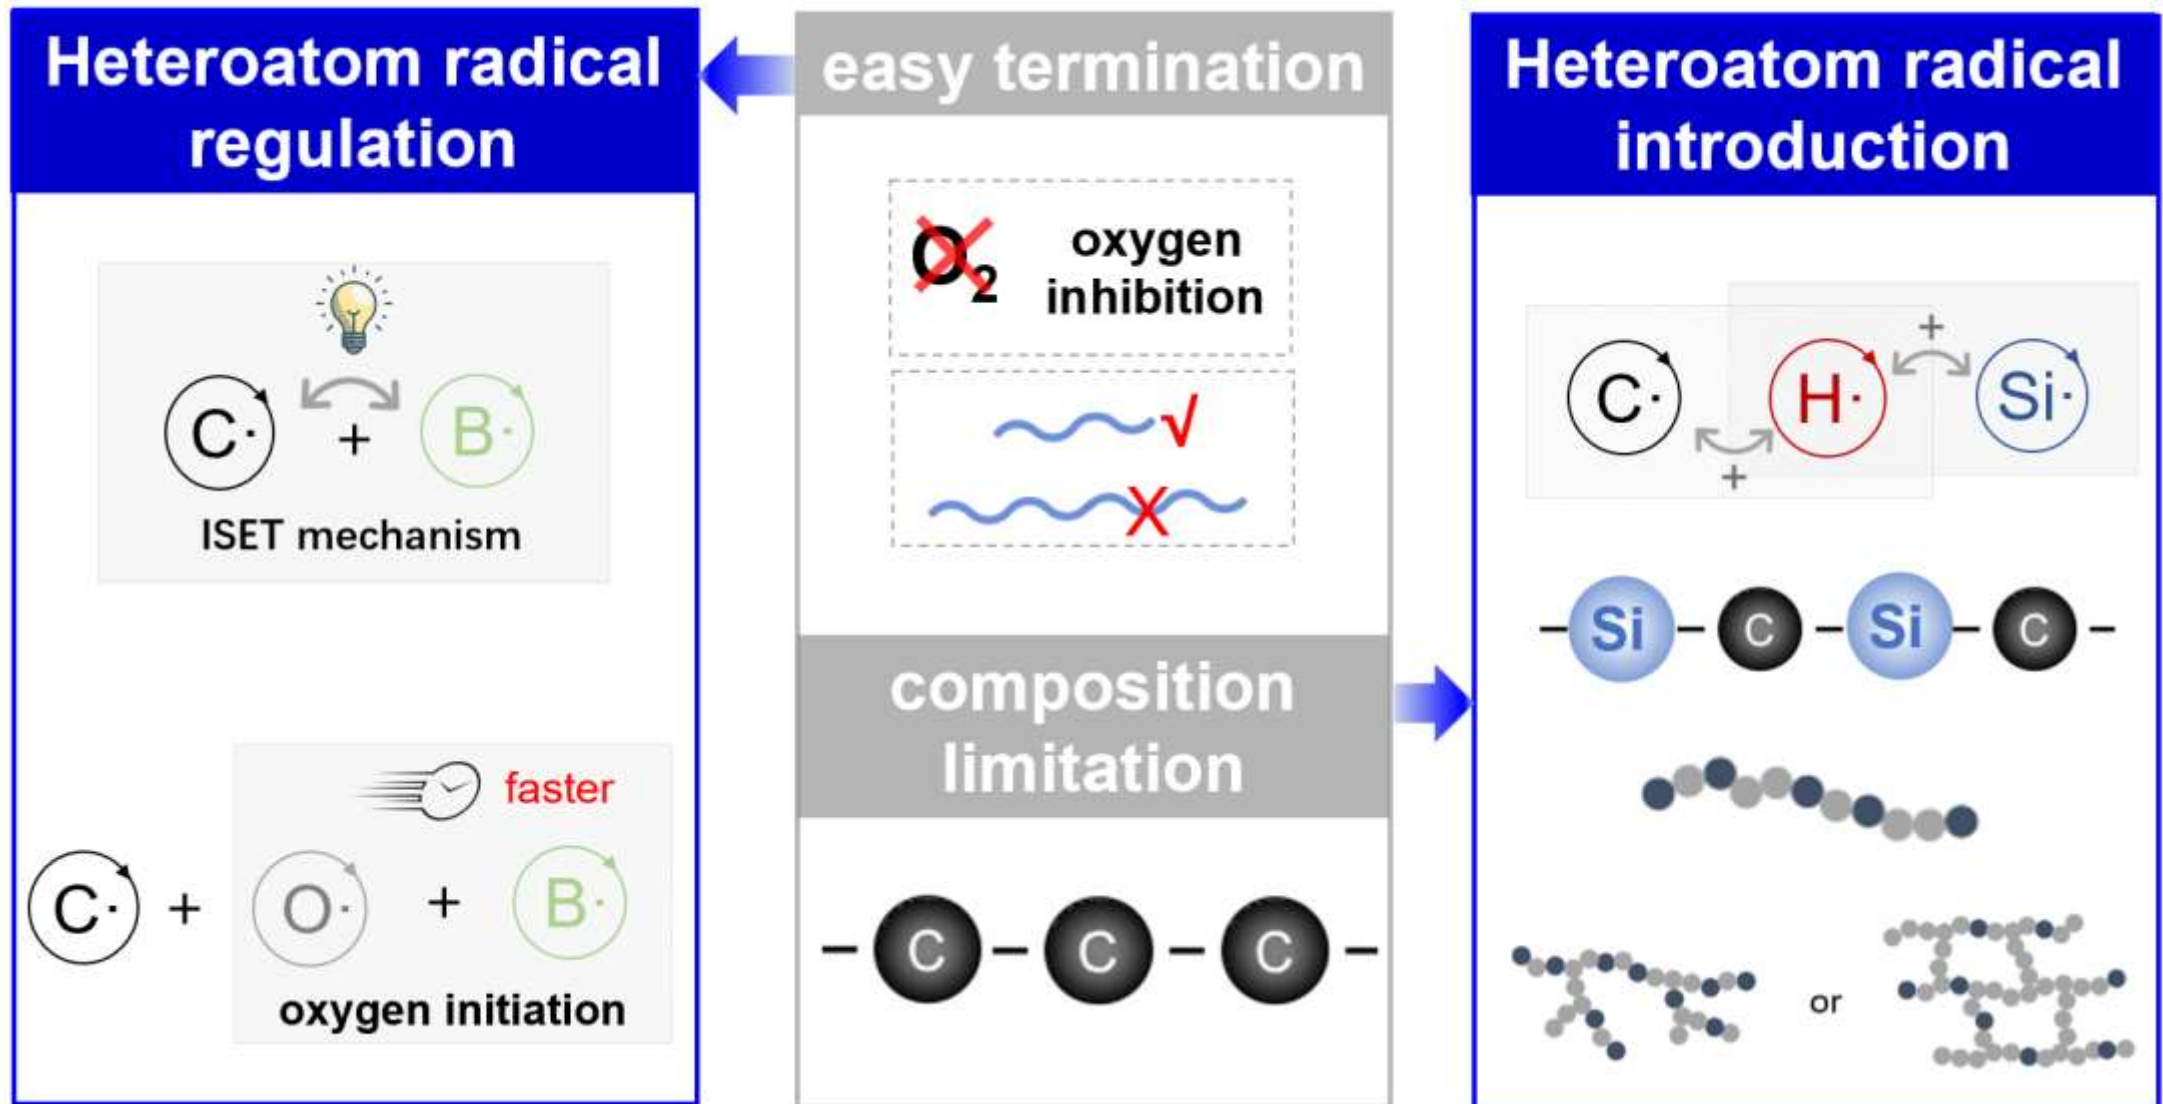 Heteroatom radical
regulation
C· + B·
ISET mechanism
faster
C· + O· + B·
oxygen initiation
easy termination
O2 oxygen
inhibition
√
X
composition
limitation
– C – C – C –
Heteroatom radical
introduction
+
C· H· Si·
+
– Si – C – Si – C –
or